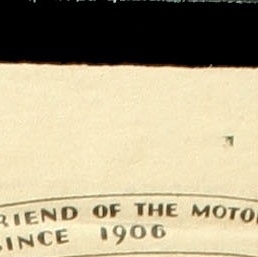 RIEND OF THE MOTO
SINCE 1906